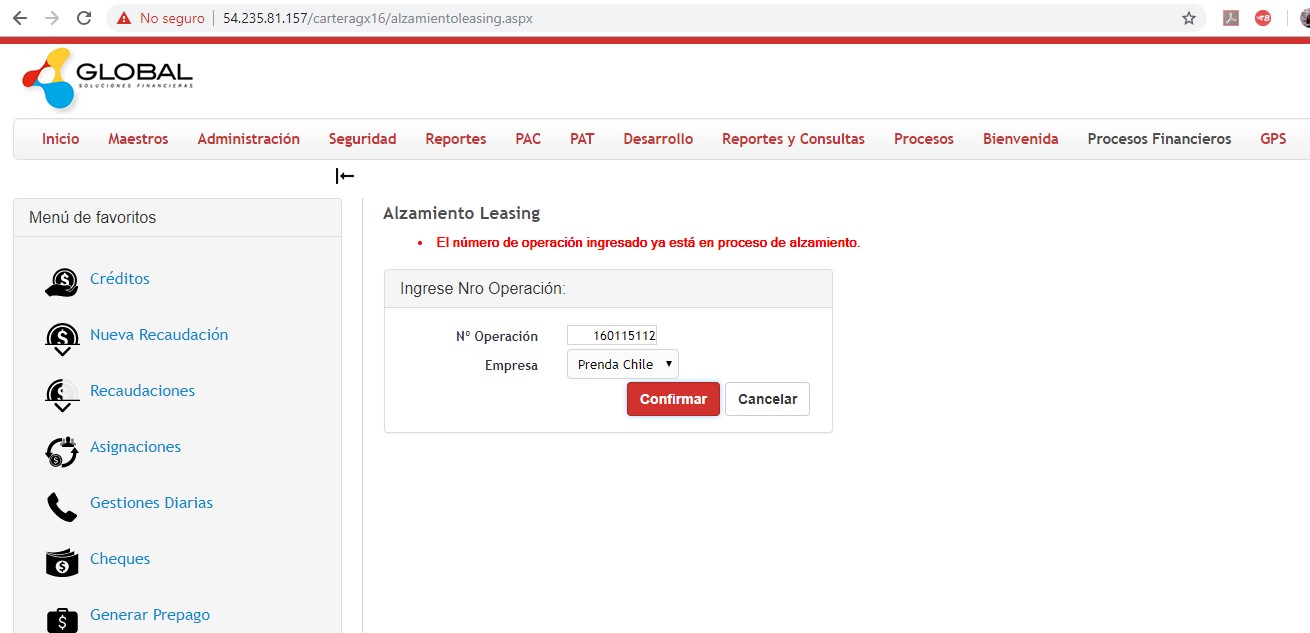 No seguro 54.235.81.157/carteragx16/alzamientoleasing.aspx
GLOBAL
SOLUCIONES FINANCIERAS
Inicio Maestros Administración Seguridad Reportes PAC PAT Desarrollo Reportes y Consultas Procesos Bienvenida Procesos Financieros GPS
Menú de favoritos
Créditos
Nueva Recaudación
Recaudaciones
Asignaciones
Gestiones Diarias
Cheques
Generar Prepago
Alzamiento Leasing
• El número de operación ingresado ya está en proceso de alzamiento.
Ingrese Nro Operación:
Nº Operación 160115112
Empresa Prenda Chile
Confirmar Cancelar